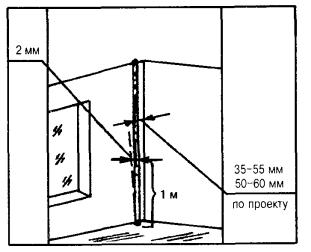 2 мм
35-55 мм
50-60 мм
по проекту
1 м